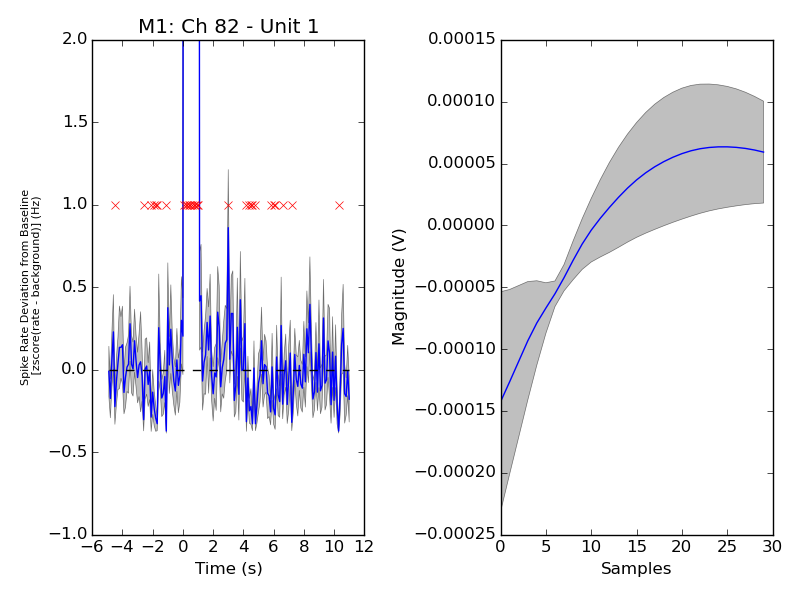 M1: Ch 82 - Unit 1
2.0
1.5
1.0
0.5
0.0
−0.5
−1.0
−6 −4 −2 0 2 4 6 8 10 12
Time (s)
Spike Rate Deviation from Baseline
[zscore(rate - background)] (Hz)
0.00015
0.00010
0.00005
0.00000
−0.00005
−0.00010
−0.00015
−0.00020
−0.00025
0 5 10 15 20 25 30
Samples
Magnitude (V)